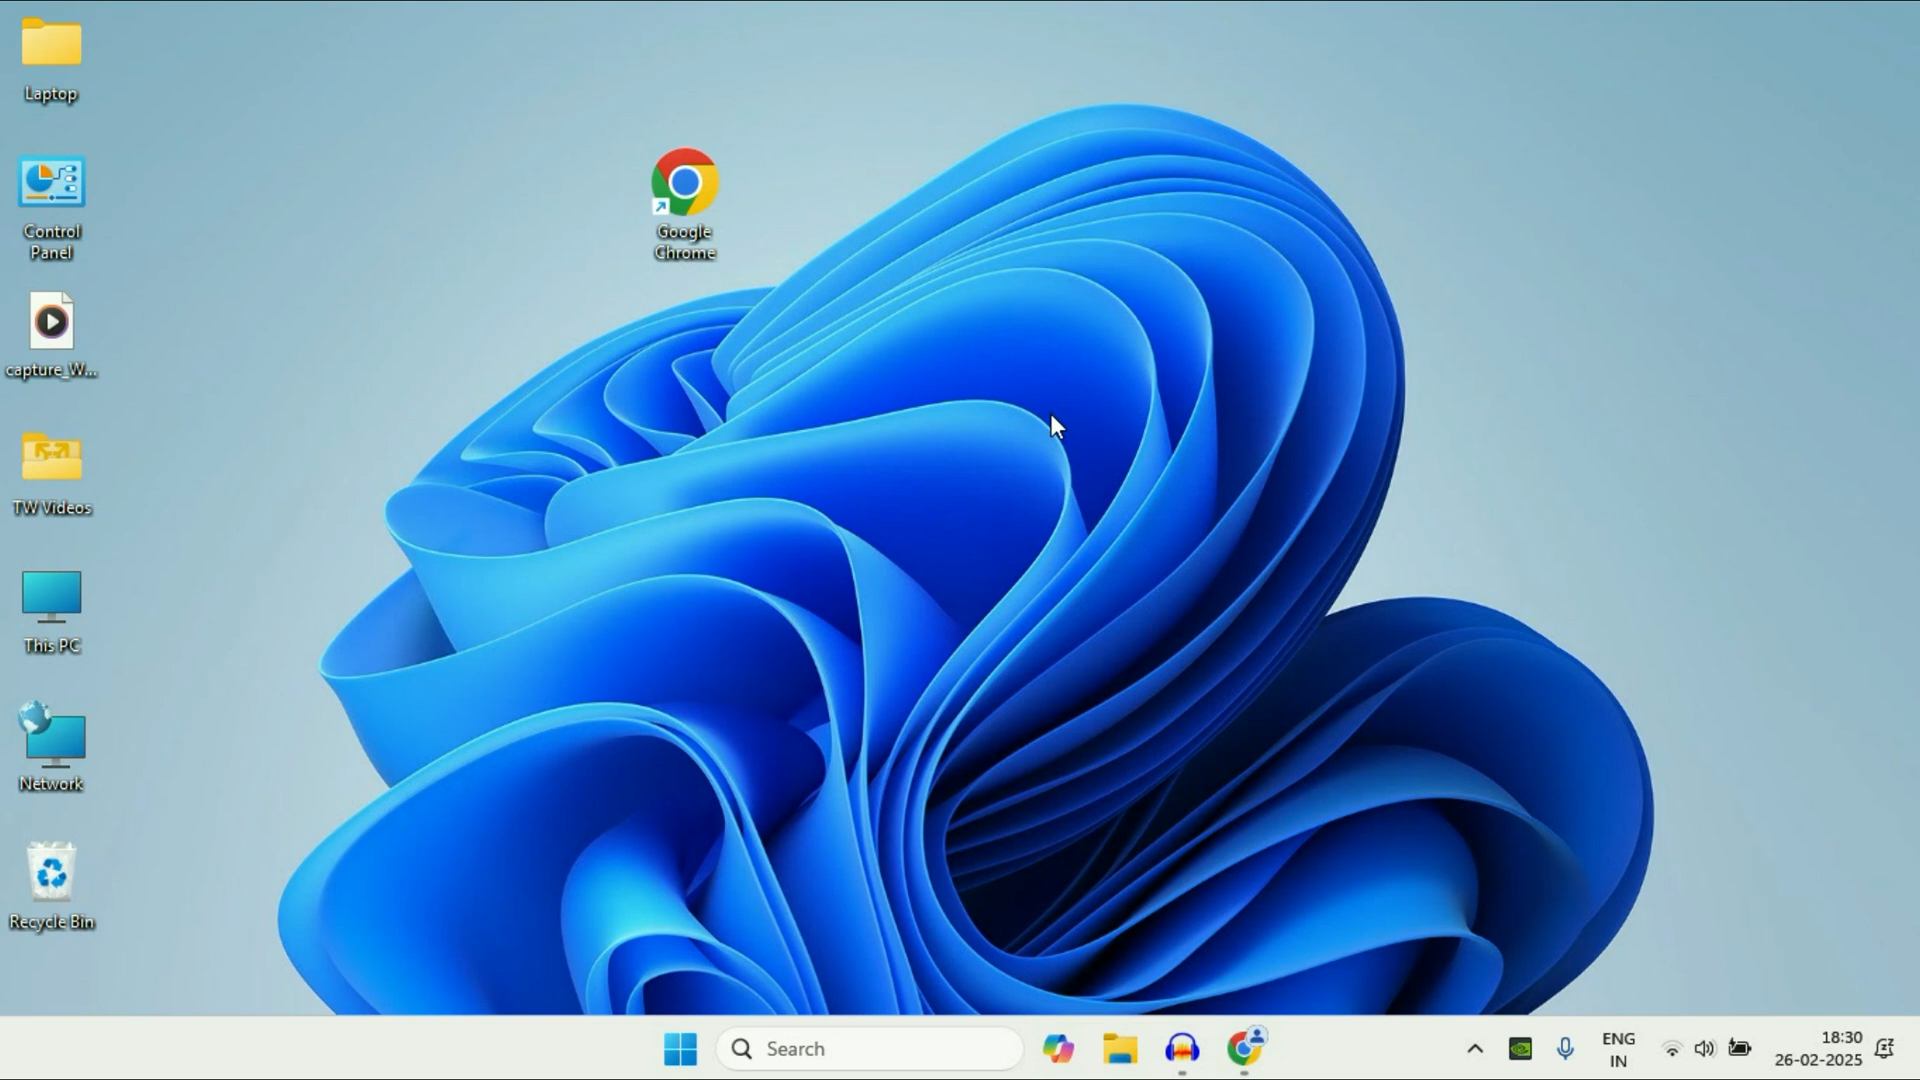 Laptop
Control
Panel
capture_W...
TW Videos
This PC
Network
Recycle Bin
Google
Chrome
Search
ENG
IN
18:30
26-02-2025